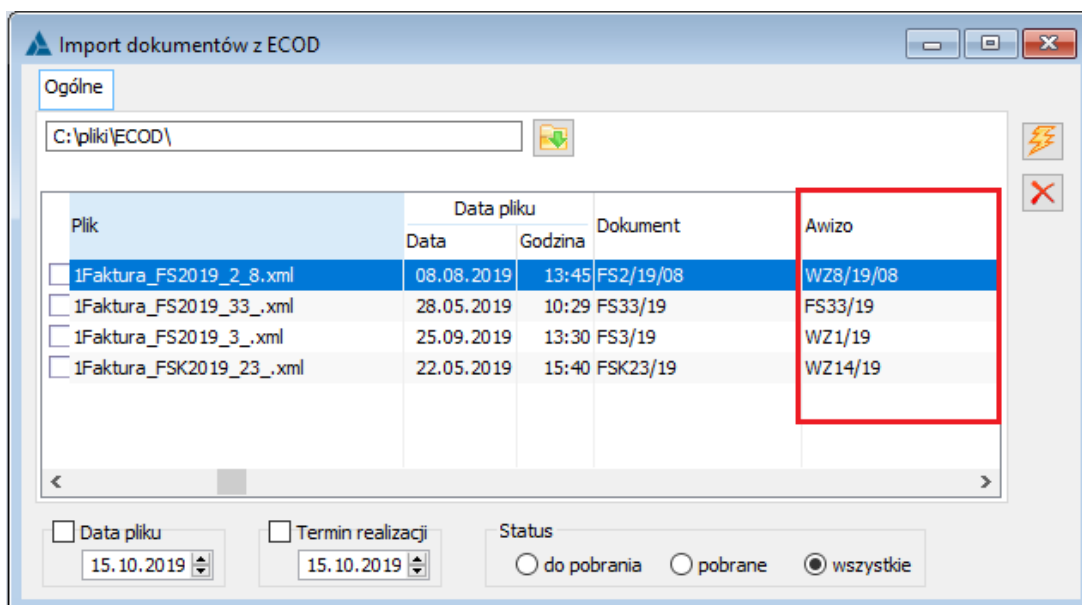 Import dokumentów z ECOD
Ogólne
C:\pliki\ECOD\
Plik Data pliku Dokument Awizo
Data Godzina
1Faktura_FS2019_2_8.xml 08.08.2019 13:45 FS2/19/08 WZ8/19/08
1Faktura_FS2019_33_.xml 28.05.2019 10:29 FS33/19 FS33/19
1Faktura_FS2019_3_.xml 25.09.2019 13:30 FS3/19 WZ1/19
1Faktura_FSK2019_23_.xml 22.05.2019 15:40 FSK23/19 WZ14/19
Data pliku Termin realizacji Status
15.10.2019 15.10.2019 do pobrania pobrane wszystkie